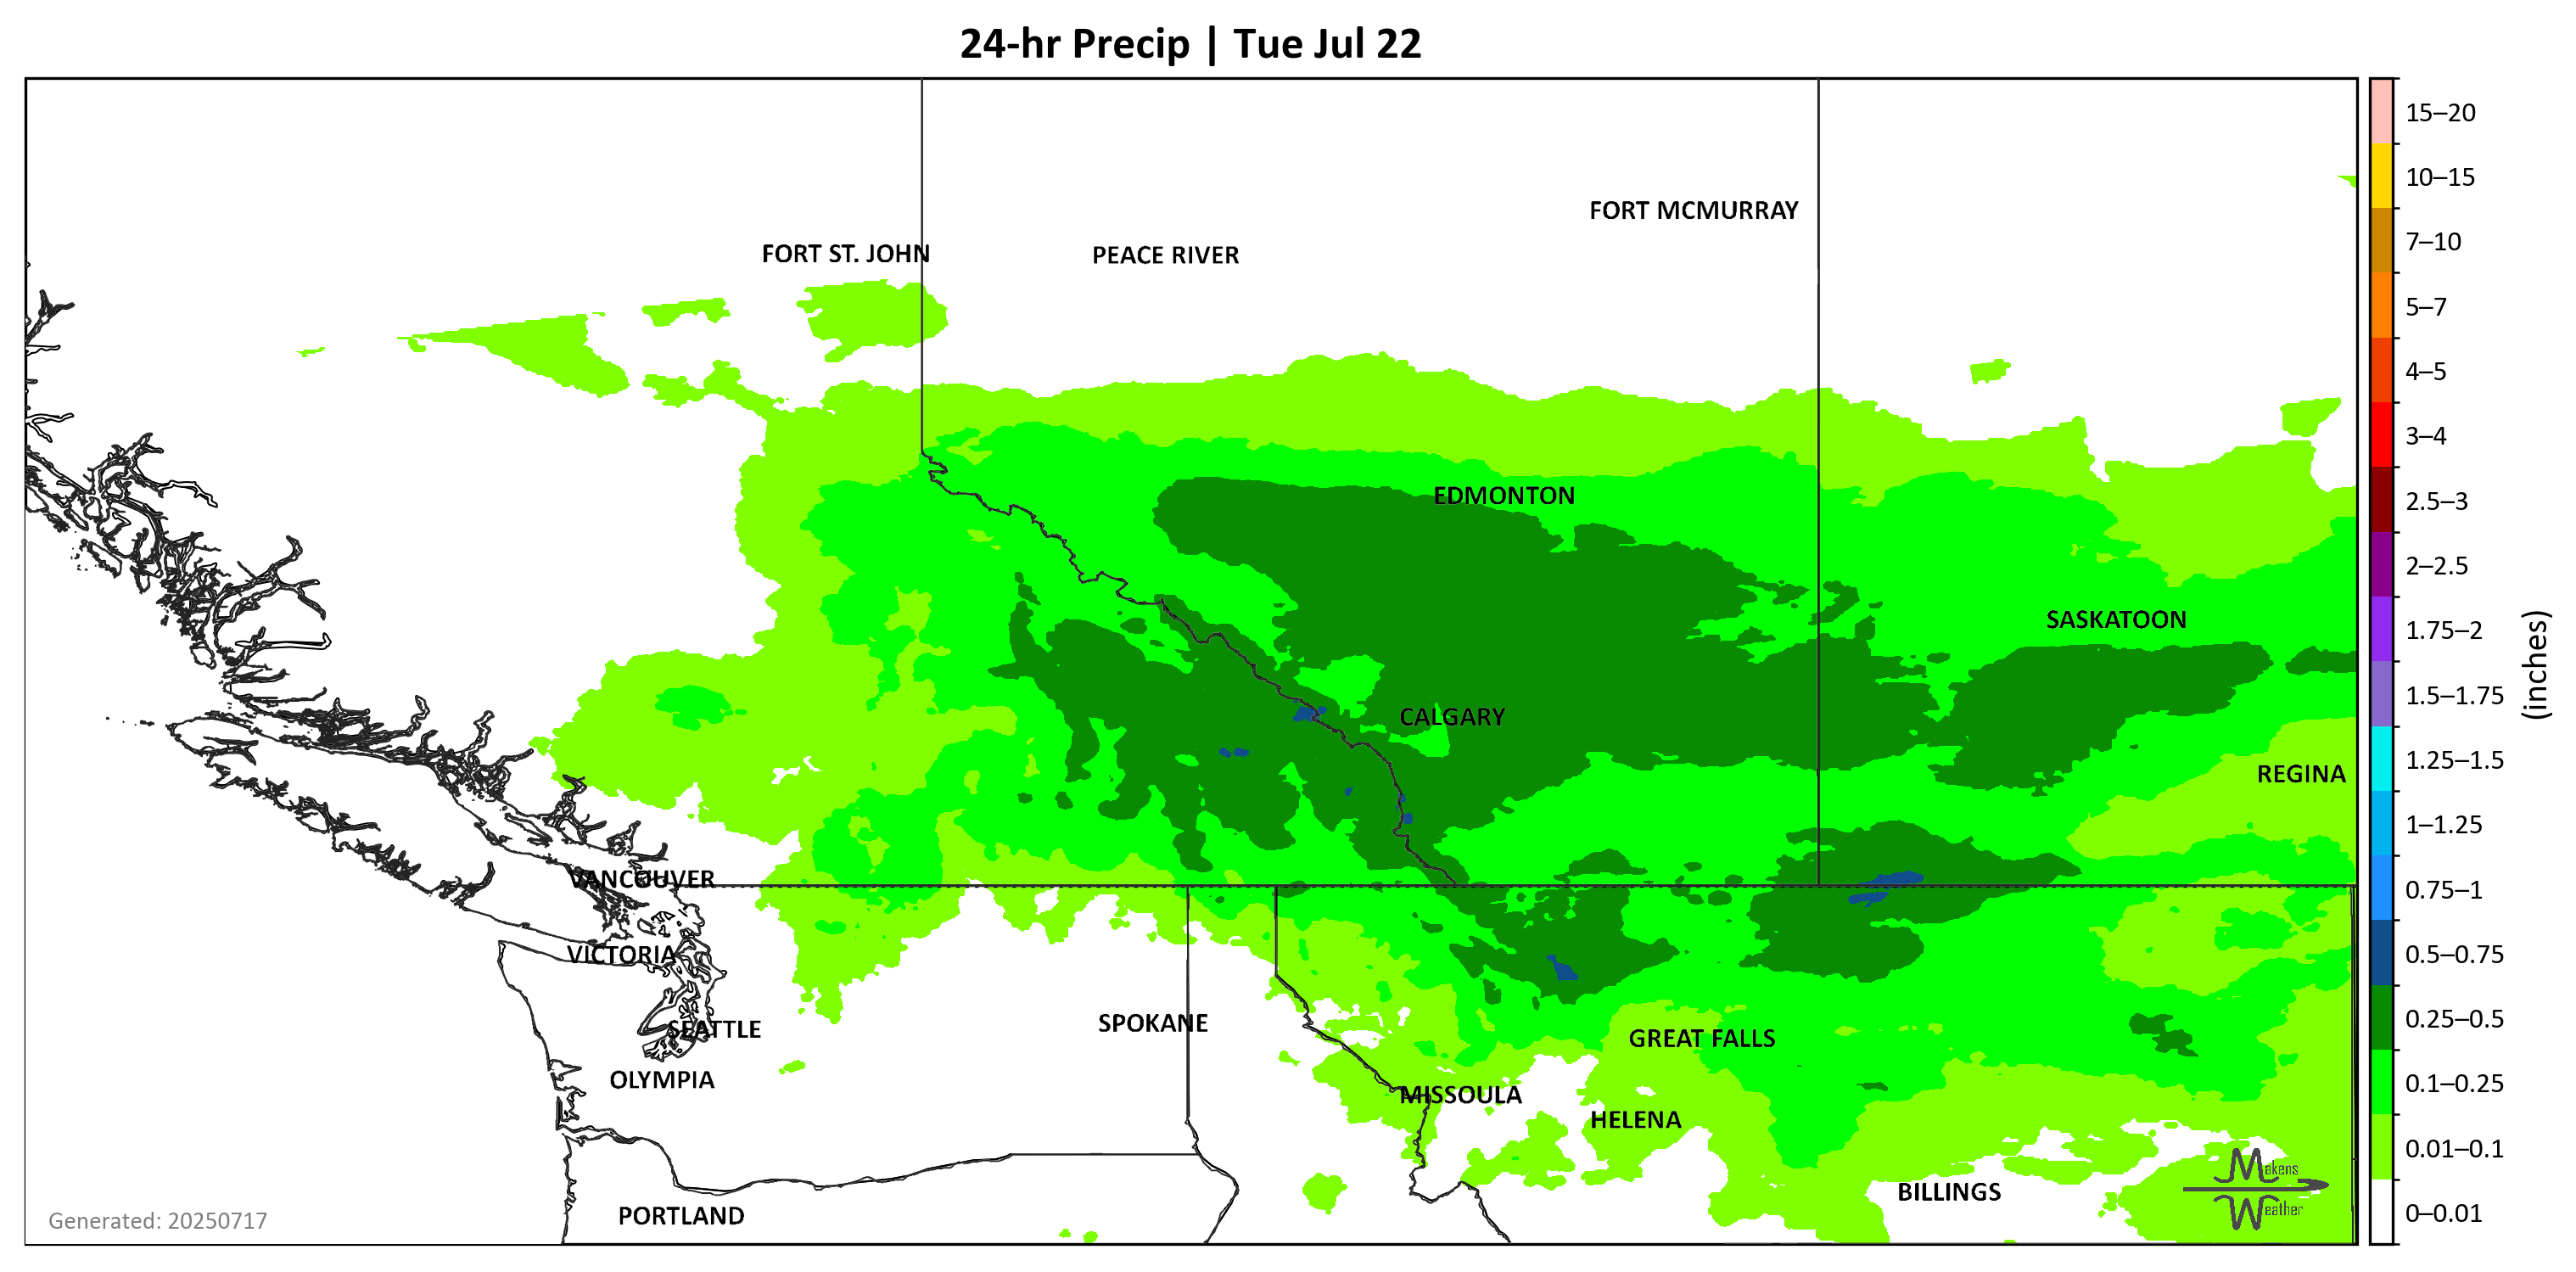 24-hr Precip | Tue Jul 22
15–20
10–15
FORT MCMURRAY
7–10
FORT ST. JOHN
PEACE RIVER
5–7
4–5
3–4
EDMONTON
2.5–3
2–2.5
SASKATOON
1.75–2
(inches)
1.5–1.75
CALGARY
1.25–1.5
REGINA
1–1.25
VANCOUVER
0.75–1
VICTORIA
0.5–0.75
SPOKANE
SEATTLE
0.25–0.5
GREAT FALLS
OLYMPIA
MISSOULA
0.1–0.25
HELENA
0.01–0.1
Makens
Weather
BILLINGS
PORTLAND
0–0.01
Generated: 20250717